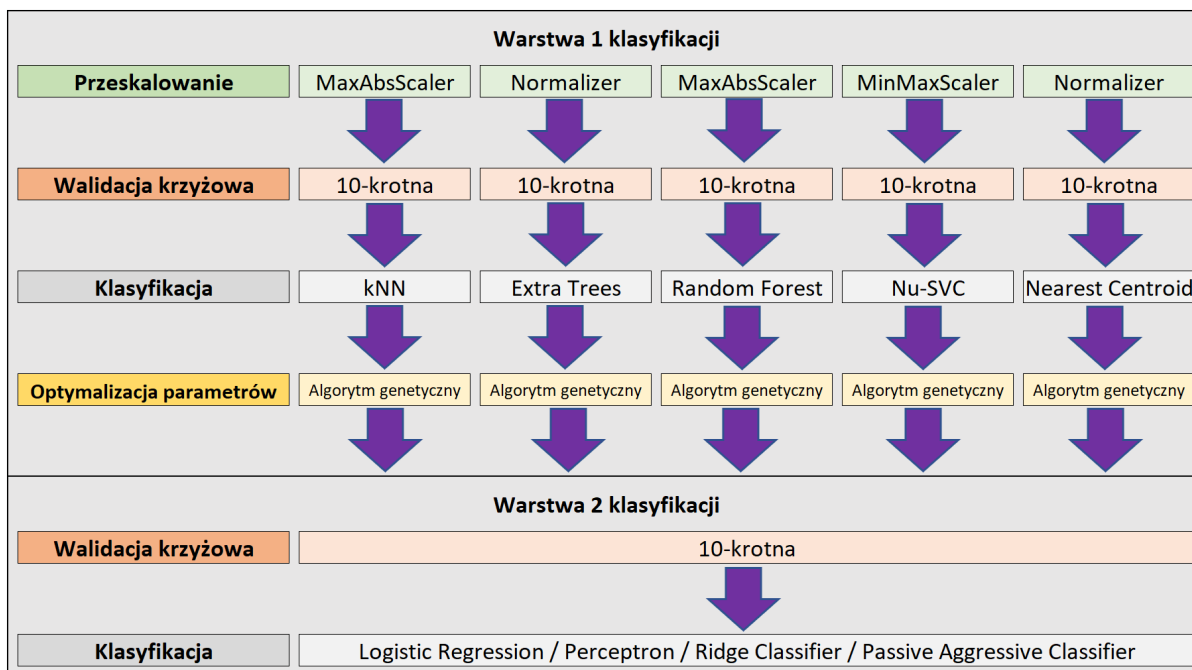 Warstwa 1 klasyfikacji
Przeskalowanie MaxAbsScaler Normalizer MaxAbsScaler MinMaxScaler Normalizer
Walidacja krzyżowa 10-krotna 10-krotna 10-krotna 10-krotna 10-krotna
Klasyfikacja kNN Extra Trees Random Forest Nu-SVC Nearest Centroid
Optymalizacja parametrów Algorytm genetyczny Algorytm genetyczny Algorytm genetyczny Algorytm genetyczny Algorytm genetyczny
Warstwa 2 klasyfikacji
Walidacja krzyżowa 10-krotna
Klasyfikacja Logistic Regression / Perceptron / Ridge Classifier / Passive Aggressive Classifier